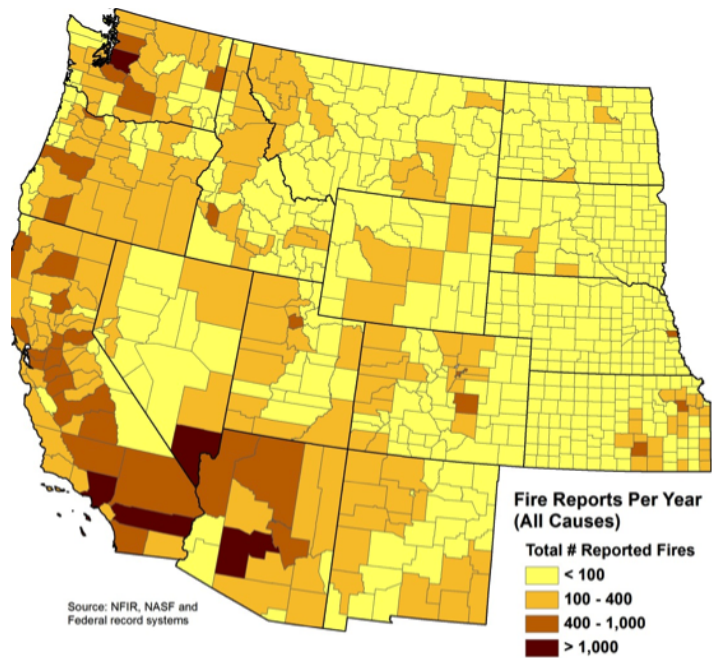 Fire Reports Per Year
(All Causes)
Total # Reported Fires
< 100
100 - 400
400 - 1,000
> 1,000
Source: NFIR, NASF and
Federal record systems